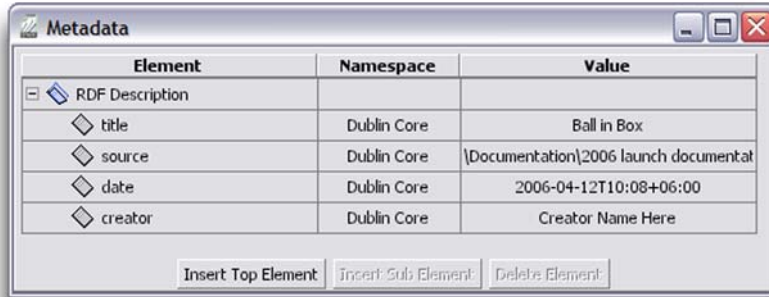 Metadata
Element Namespace Value
RDF Description
title Dublin Core Ball in Box
source Dublin Core \Documentation\2006 launch documentat
date Dublin Core 2006-04-12T10:08+06:00
creator Dublin Core Creator Name Here
Insert Top Element Insert Sub Element Delete Element